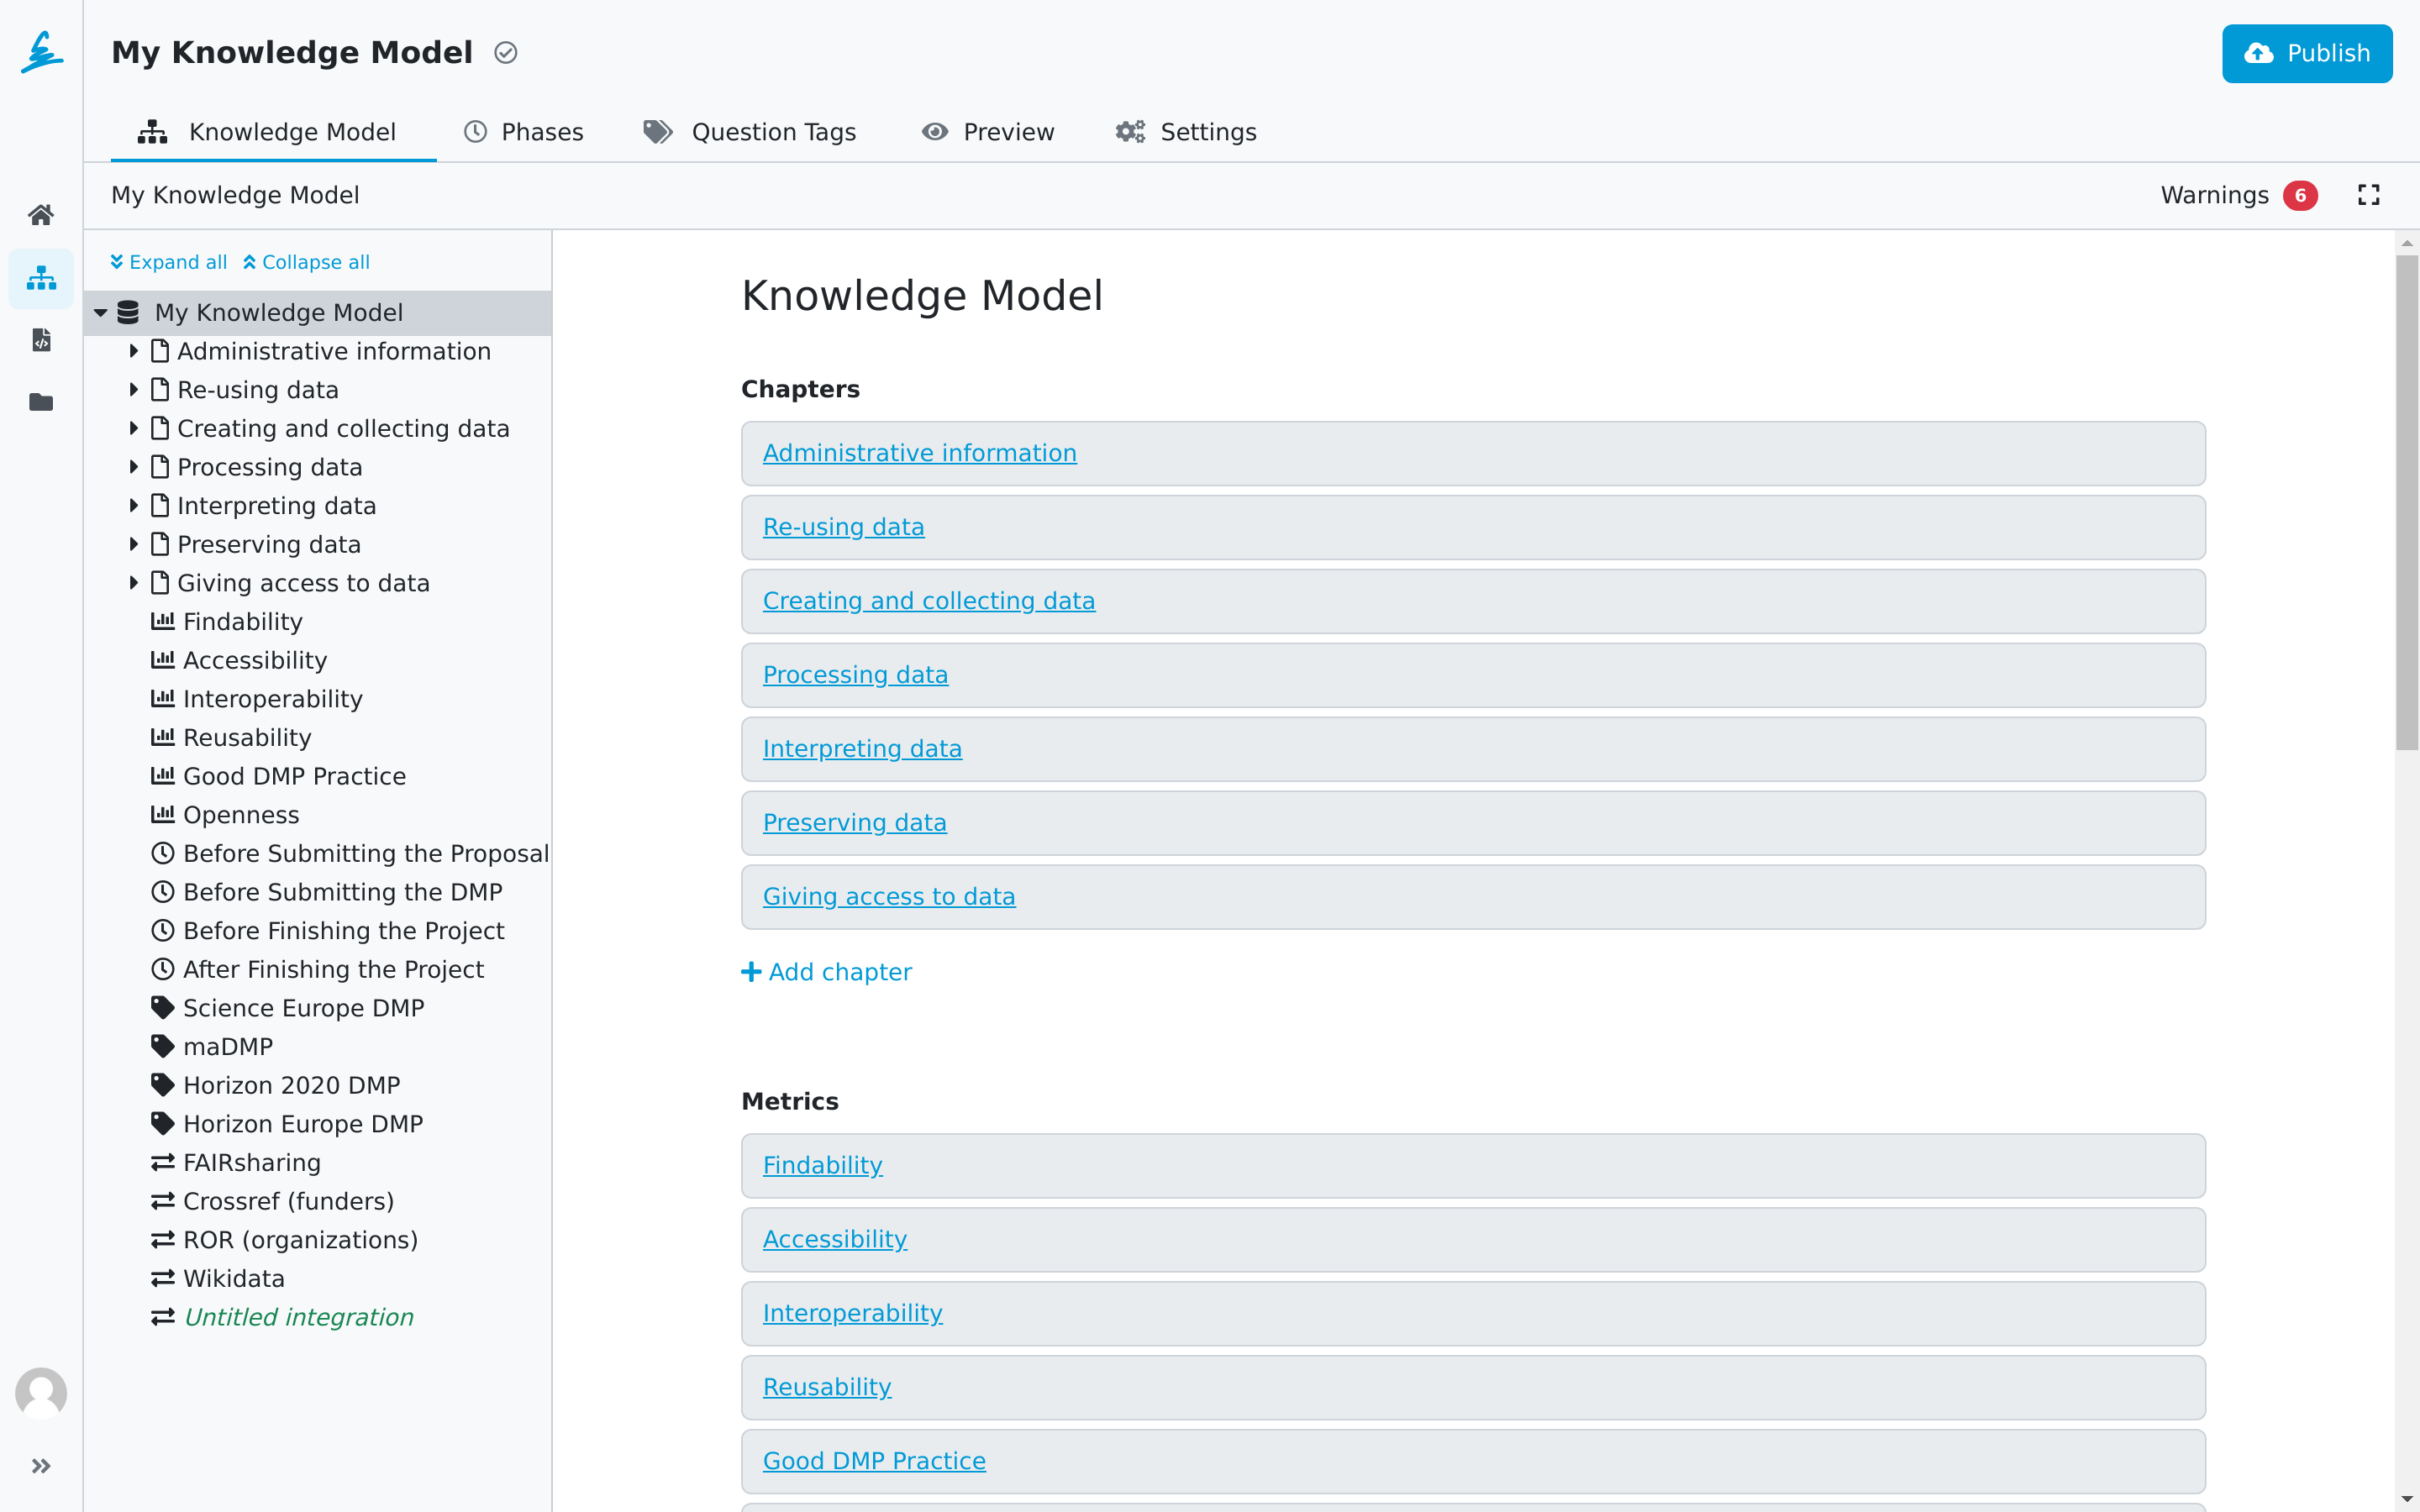 My Knowledge Model
Publish
Knowledge Model
Phases
Question Tags
Preview
Settings
My Knowledge Model
Warnings 6
Expand all
Collapse all
My Knowledge Model
Administrative information
Re-using data
Creating and collecting data
Processing data
Interpreting data
Preserving data
Giving access to data
Findability
Accessibility
Interoperability
Reusability
Good DMP Practice
Openness
Before Submitting the Proposal
Before Submitting the DMP
Before Finishing the Project
After Finishing the Project
Science Europe DMP
maDMP
Horizon 2020 DMP
Horizon Europe DMP
FAIRsharing
Crossref (funders)
ROR (organizations)
Wikidata
Untitled integration
Knowledge Model
Chapters
Administrative information
Re-using data
Creating and collecting data
Processing data
Interpreting data
Preserving data
Giving access to data
Add chapter
Metrics
Findability
Accessibility
Interoperability
Reusability
Good DMP Practice